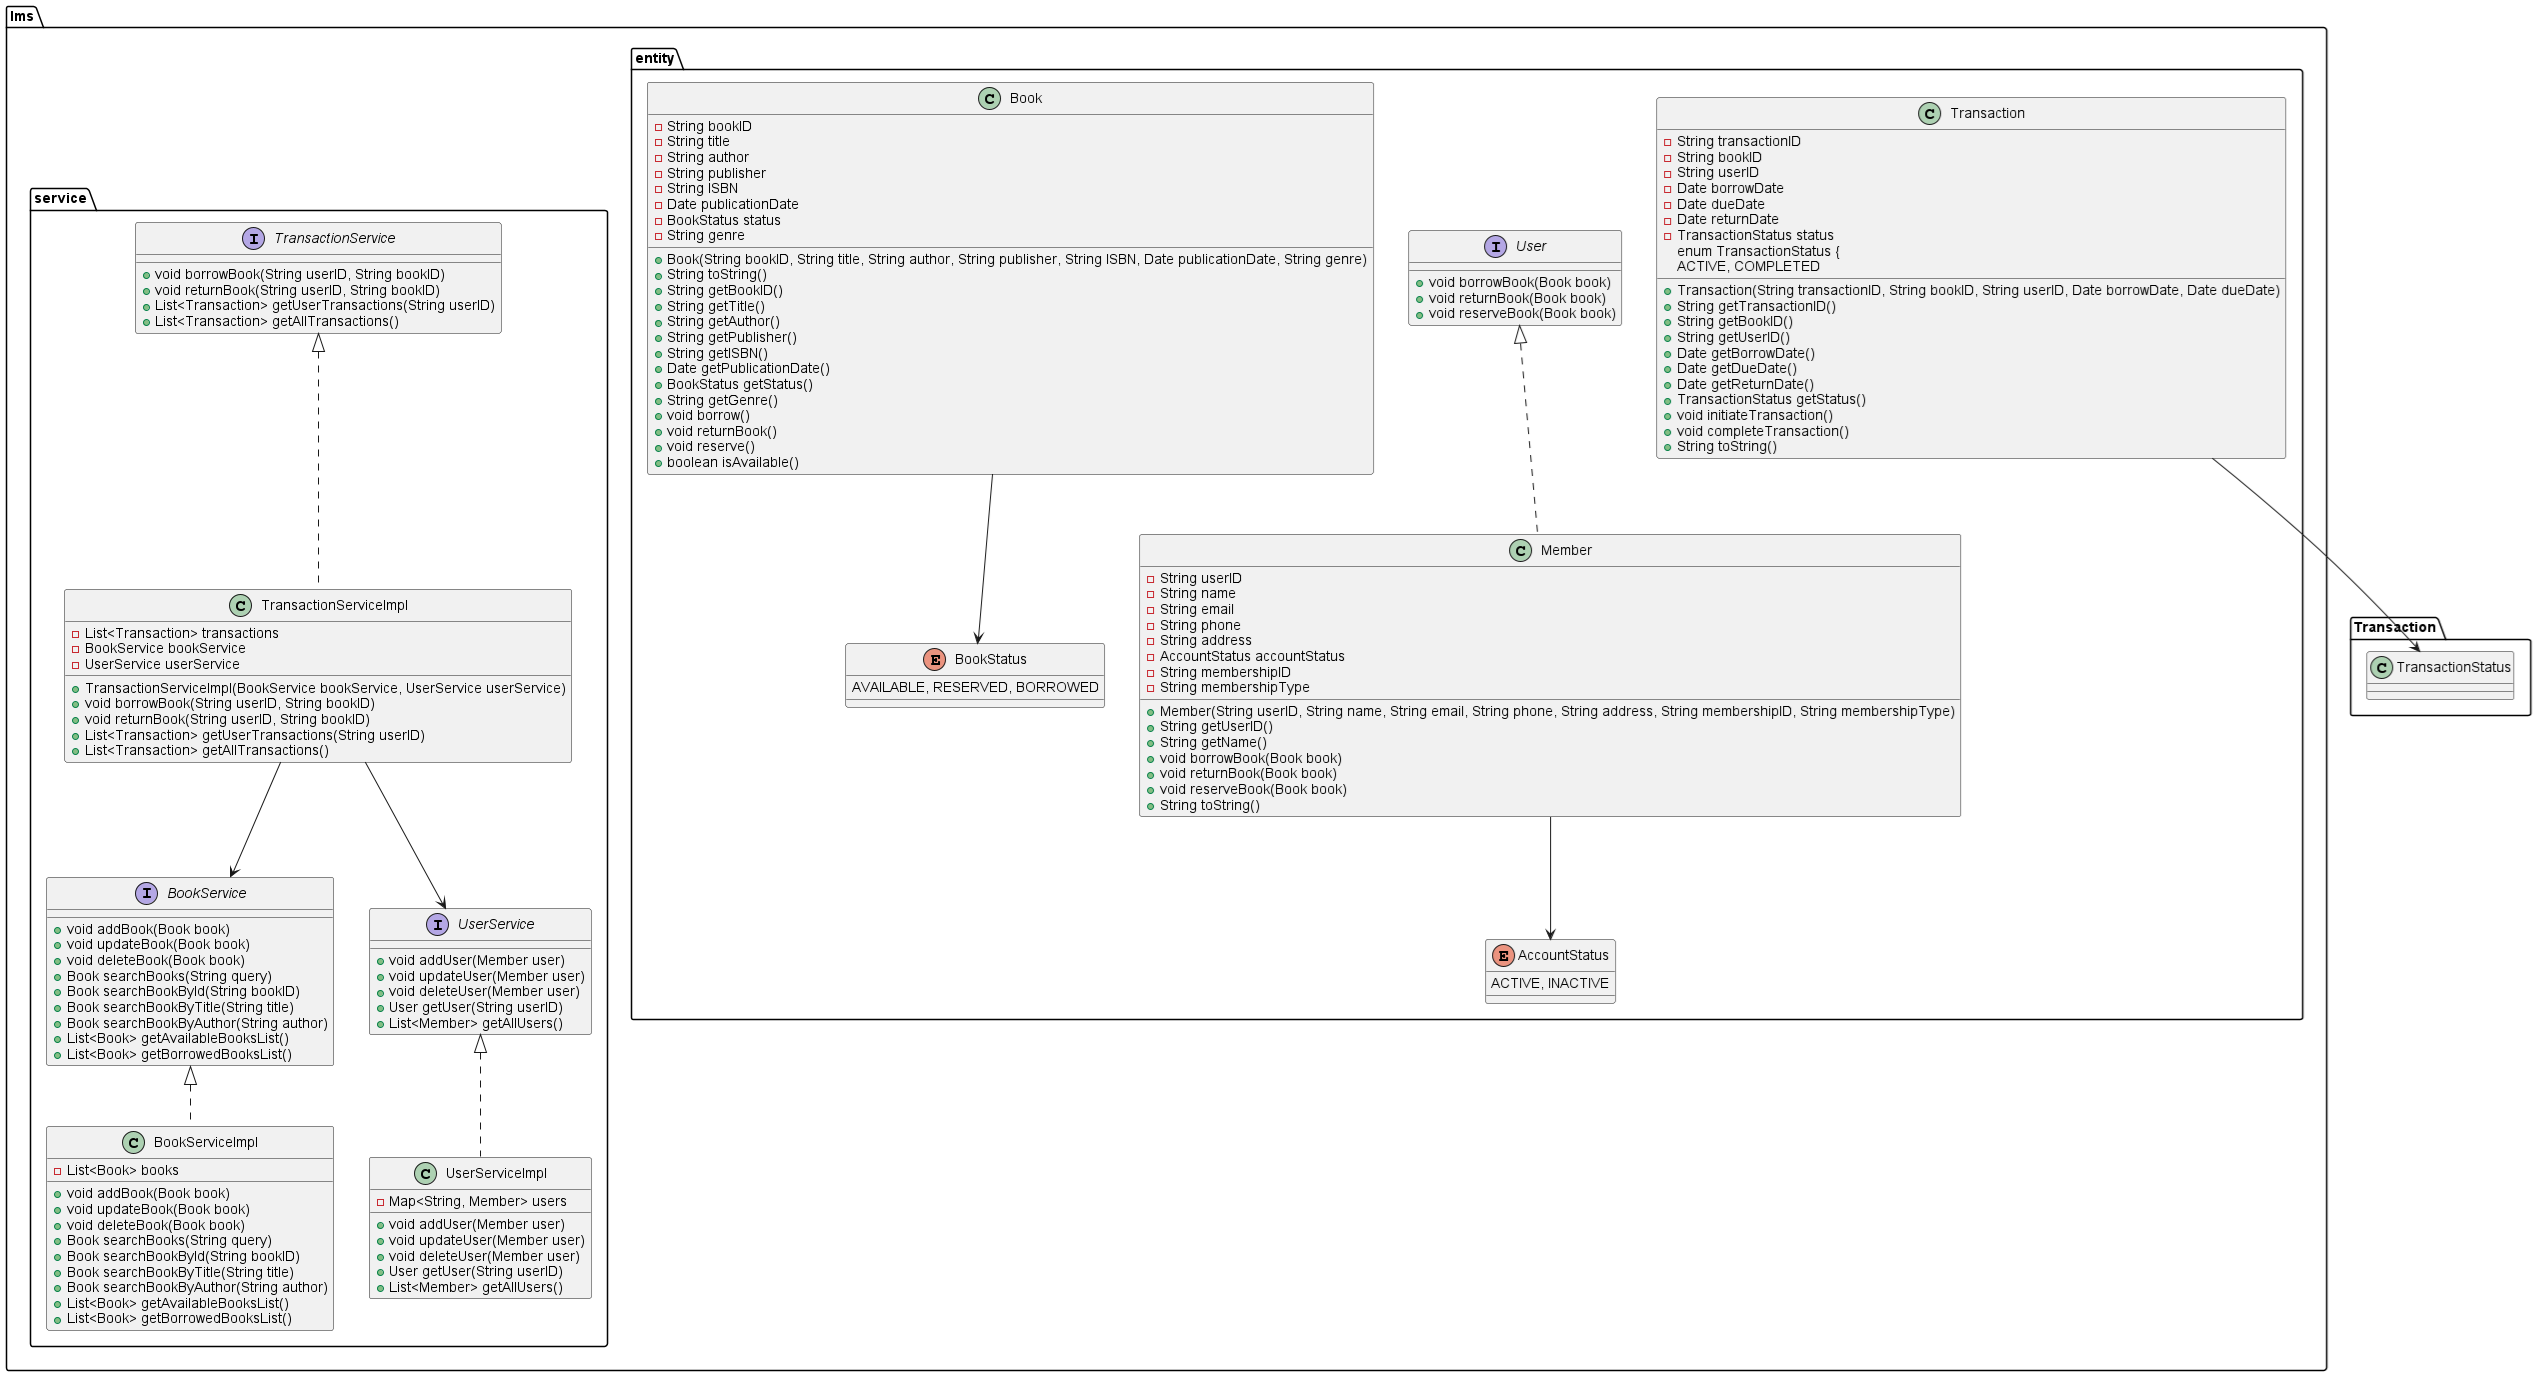 lms
service
I TransactionService
void borrowBook(String userID, String bookID)
void returnBook(String userID, String bookID)
List<Transaction> getUserTransactions(String userID)
List<Transaction> getAllTransactions()
C TransactionServiceImpl
List<Transaction> transactions
BookService bookService
UserService userService
TransactionServiceImpl(BookService bookService, UserService userService)
void borrowBook(String userID, String bookID)
void returnBook(String userID, String bookID)
List<Transaction> getUserTransactions(String userID)
List<Transaction> getAllTransactions()
I BookService
void addBook(Book book)
void updateBook(Book book)
void deleteBook(Book book)
Book searchBooks(String query)
Book searchBookById(String bookID)
Book searchBookByTitle(String title)
Book searchBookByAuthor(String author)
List<Book> getAvailableBooksList()
List<Book> getBorrowedBooksList()
I UserService
void addUser(Member user)
void updateUser(Member user)
void deleteUser(Member user)
User getUser(String userID)
List<Member> getAllUsers()
C BookServiceImpl
List<Book> books
void addBook(Book book)
void updateBook(Book book)
void deleteBook(Book book)
Book searchBooks(String query)
Book searchBookById(String bookID)
Book searchBookByTitle(String title)
Book searchBookByAuthor(String author)
List<Book> getAvailableBooksList()
List<Book> getBorrowedBooksList()
C UserServiceImpl
Map<String, Member> users
void addUser(Member user)
void updateUser(Member user)
void deleteUser(Member user)
User getUser(String userID)
List<Member> getAllUsers()
entity
C Book
String bookID
String title
String author
String publisher
String ISBN
Date publicationDate
BookStatus status
String genre
Book(String bookID, String title, String author, String publisher, String ISBN, Date publicationDate, String genre)
String toString()
String getBookID()
String getTitle()
String getAuthor()
String getPublisher()
String getISBN()
Date getPublicationDate()
BookStatus getStatus()
String getGenre()
void borrow()
void returnBook()
void reserve()
boolean isAvailable()
I User
void borrowBook(Book book)
void returnBook(Book book)
void reserveBook(Book book)
C Transaction
String transactionID
String bookID
String userID
Date borrowDate
Date dueDate
Date returnDate
TransactionStatus status
enum TransactionStatus {
ACTIVE, COMPLETED
Transaction(String transactionID, String bookID, String userID, Date borrowDate, Date dueDate)
String getTransactionID()
String getBookID()
String getUserID()
Date getBorrowDate()
Date getDueDate()
Date getReturnDate()
TransactionStatus getStatus()
void initiateTransaction()
void completeTransaction()
String toString()
E BookStatus
AVAILABLE, RESERVED, BORROWED
C Member
String userID
String name
String email
String phone
String address
AccountStatus accountStatus
String membershipID
String membershipType
Member(String userID, String name, String email, String phone, String address, String membershipID, String membershipType)
String getUserID()
String getName()
void borrowBook(Book book)
void returnBook(Book book)
void reserveBook(Book book)
String toString()
E AccountStatus
ACTIVE, INACTIVE
Transaction
C TransactionStatus